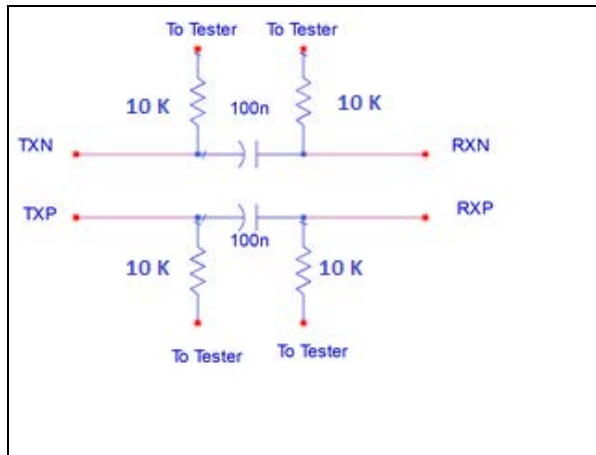 To Tester To Tester
10 K 100n 10 K
TXN RXN
TXP RXP
100n
10 K 10 K
To Tester To Tester